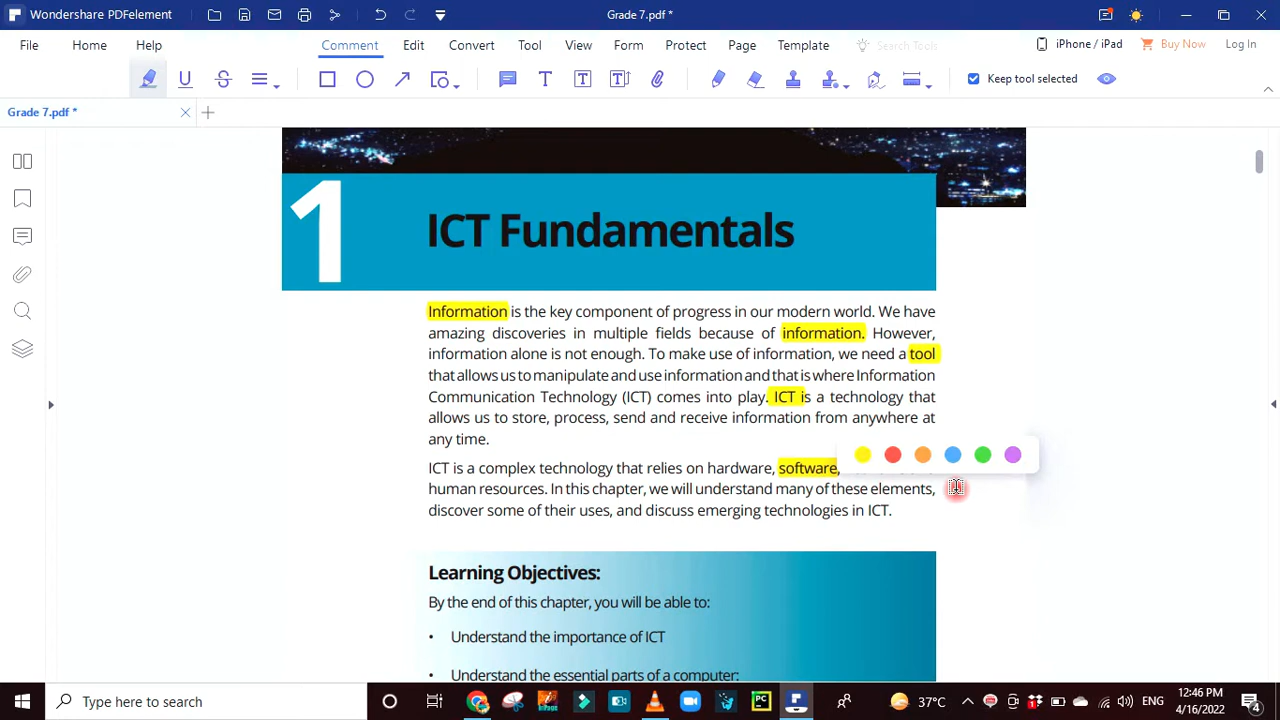 Wondershare PDFelement
Grade 7.pdf *
File Home Help Comment Edit Convert Tool View Form Protect Page Template Search Tools iPhone / iPad Buy Now Log In
Keep tool selected
Grade 7.pdf *
1 ICT Fundamentals
Information is the key component of progress in our modern world. We have
amazing discoveries in multiple fields because of information. However,
information alone is not enough. To make use of information, we need a tool
that allows us to manipulate and use information and that is where Information
Communication Technology (ICT) comes into play. ICT is a technology that
allows us to store, process, send and receive information from anywhere at
any time.
ICT is a complex technology that relies on hardware, software,
human resources. In this chapter, we will understand many of these elements,
discover some of their uses, and discuss emerging technologies in ICT.
Learning Objectives:
By the end of this chapter, you will be able to:
• Understand the importance of ICT
• Understand the essential parts of a computer:
Type here to search
37°C ENG 12:46 PM
4/16/2022
4